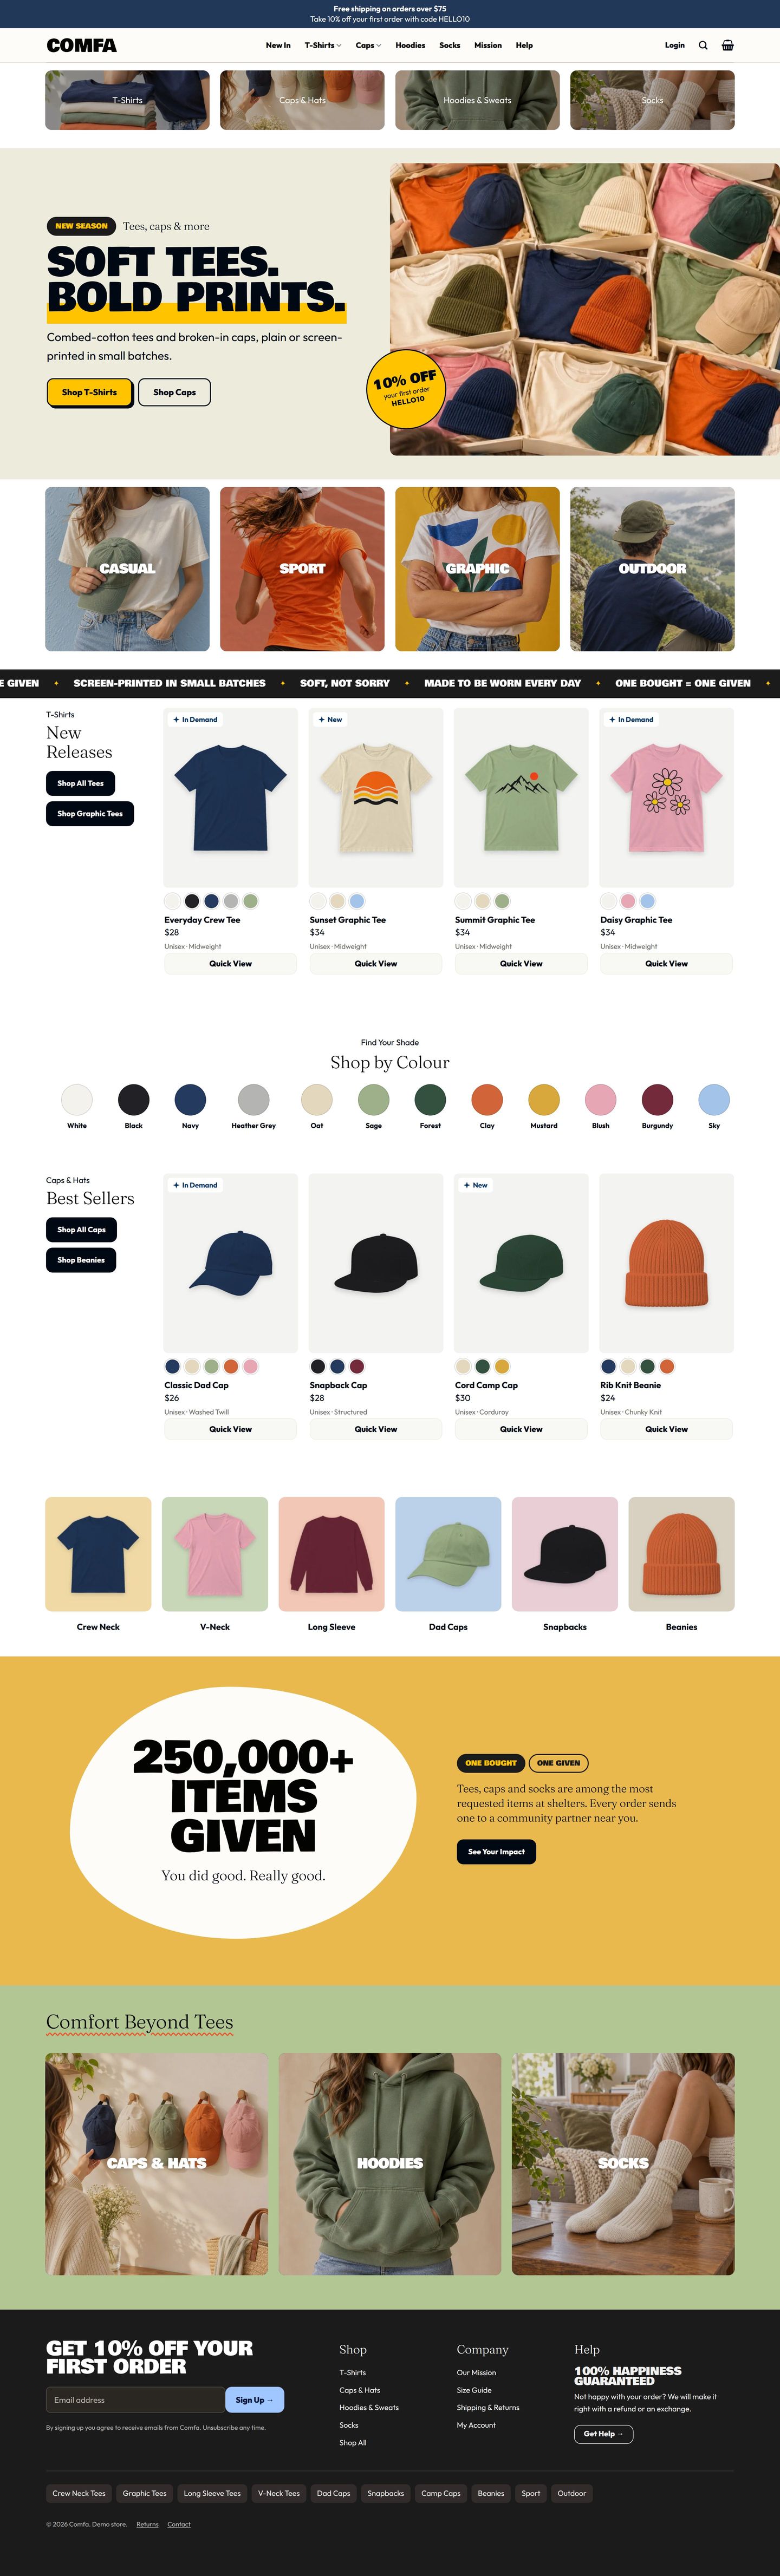 Free shipping on orders over $75
Take 10% off your first order with code HELLO10
COMFA
New In
T-Shirts
Caps
Hoodies
Socks
Mission
Help
Login
T-Shirts
Caps & Hats
Hoodies & Sweats
Socks
NEW SEASON
Tees, caps & more
SOFT TEES.
BOLD PRINTS.
Combed-cotton tees and broken-in caps, plain or screen-
printed in small batches.
Shop T-Shirts
Shop Caps
10% OFF
your first order
HELLO10
CASUAL
SPORT
GRAPHIC
OUTDOOR
E GIVEN ✦ SCREEN-PRINTED IN SMALL BATCHES ✦ SOFT, NOT SORRY ✦ MADE TO BE WORN EVERY DAY ✦ ONE BOUGHT = ONE GIVEN ✦
T-Shirts
New
Releases
Shop All Tees
Shop Graphic Tees
In Demand
Everyday Crew Tee
$28
Unisex · Midweight
Quick View
New
Sunset Graphic Tee
$34
Unisex · Midweight
Quick View
Summit Graphic Tee
$34
Unisex · Midweight
Quick View
In Demand
Daisy Graphic Tee
$34
Unisex · Midweight
Quick View
Find Your Shade
Shop by Colour
White
Black
Navy
Heather Grey
Oat
Sage
Forest
Clay
Mustard
Blush
Burgundy
Sky
Caps & Hats
Best Sellers
Shop All Caps
Shop Beanies
In Demand
Classic Dad Cap
$26
Unisex · Washed Twill
Quick View
Snapback Cap
$28
Unisex · Structured
Quick View
New
Cord Camp Cap
$30
Unisex · Corduroy
Quick View
Rib Knit Beanie
$24
Unisex · Chunky Knit
Quick View
Crew Neck
V-Neck
Long Sleeve
Dad Caps
Snapbacks
Beanies
250,000+
ITEMS
GIVEN
You did good. Really good.
ONE BOUGHT
ONE GIVEN
Tees, caps and socks are among the most
requested items at shelters. Every order sends
one to a community partner near you.
See Your Impact
Comfort Beyond Tees
CAPS & HATS
HOODIES
SOCKS
GET 10% OFF YOUR
FIRST ORDER
Email address
Sign Up →
By signing up you agree to receive emails from Comfa. Unsubscribe any time.
Shop
T-Shirts
Caps & Hats
Hoodies & Sweats
Socks
Shop All
Company
Our Mission
Size Guide
Shipping & Returns
My Account
Help
100% HAPPINESS
GUARANTEED
Not happy with your order? We will make it
right with a refund or an exchange.
Get Help →
Crew Neck Tees
Graphic Tees
Long Sleeve Tees
V-Neck Tees
Dad Caps
Snapbacks
Camp Caps
Beanies
Sport
Outdoor
© 2026 Comfa. Demo store.
Returns
Contact